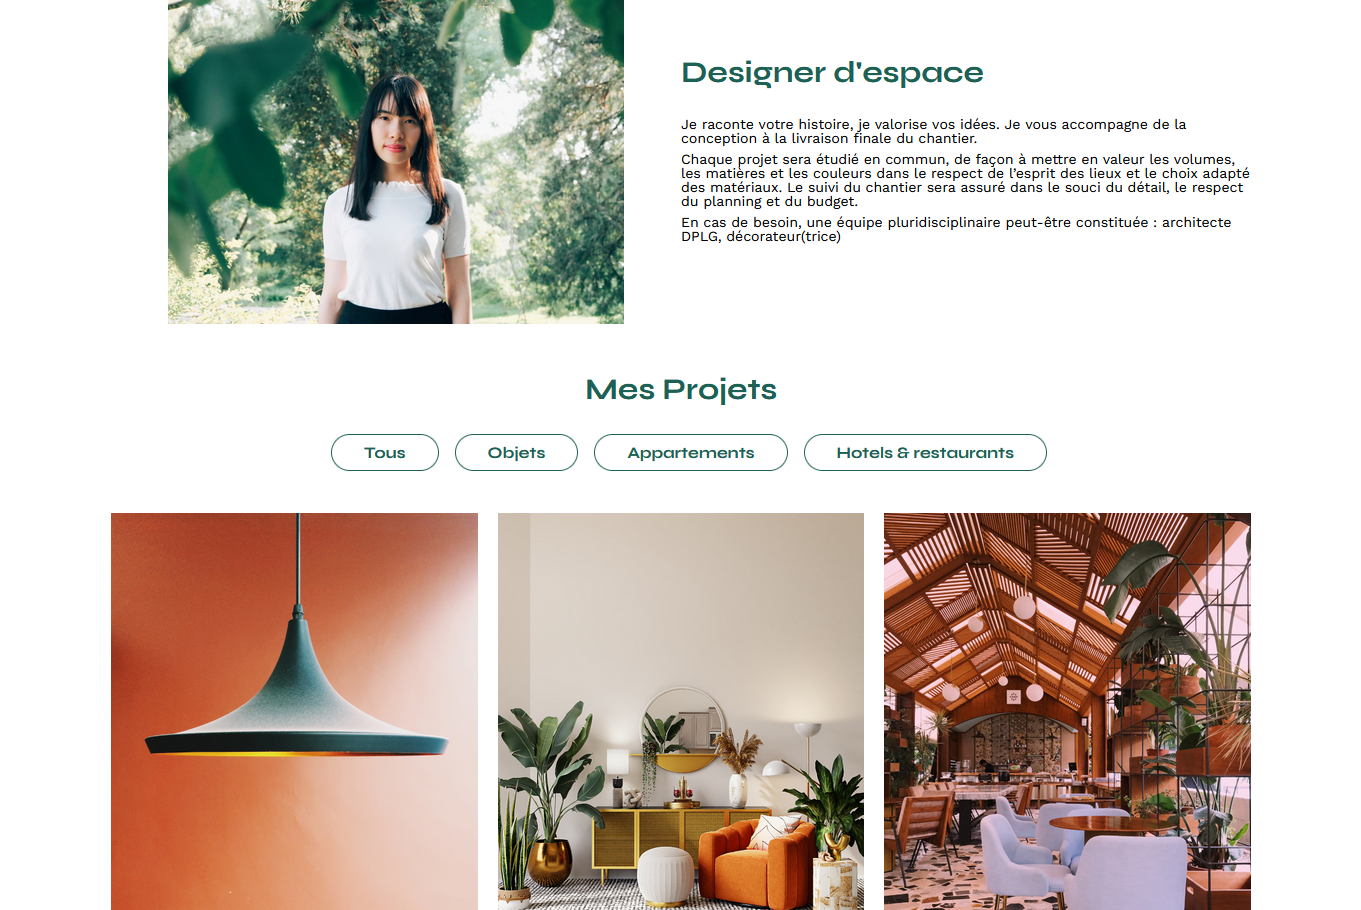 Designer d'espace
Je raconte votre histoire, je valorise vos idées. Je vous accompagne de la
conception à la livraison finale du chantier.
Chaque projet sera étudié en commun, de façon à mettre en valeur les volumes,
les matières et les couleurs dans le respect de l’esprit des lieux et le choix adapté
des matériaux. Le suivi du chantier sera assuré dans le souci du détail, le respect
du planning et du budget.
En cas de besoin, une équipe pluridisciplinaire peut-être constituée : architecte
DPLG, décorateur(trice)
Mes Projets
Tous
Objets
Appartements
Hotels & restaurants